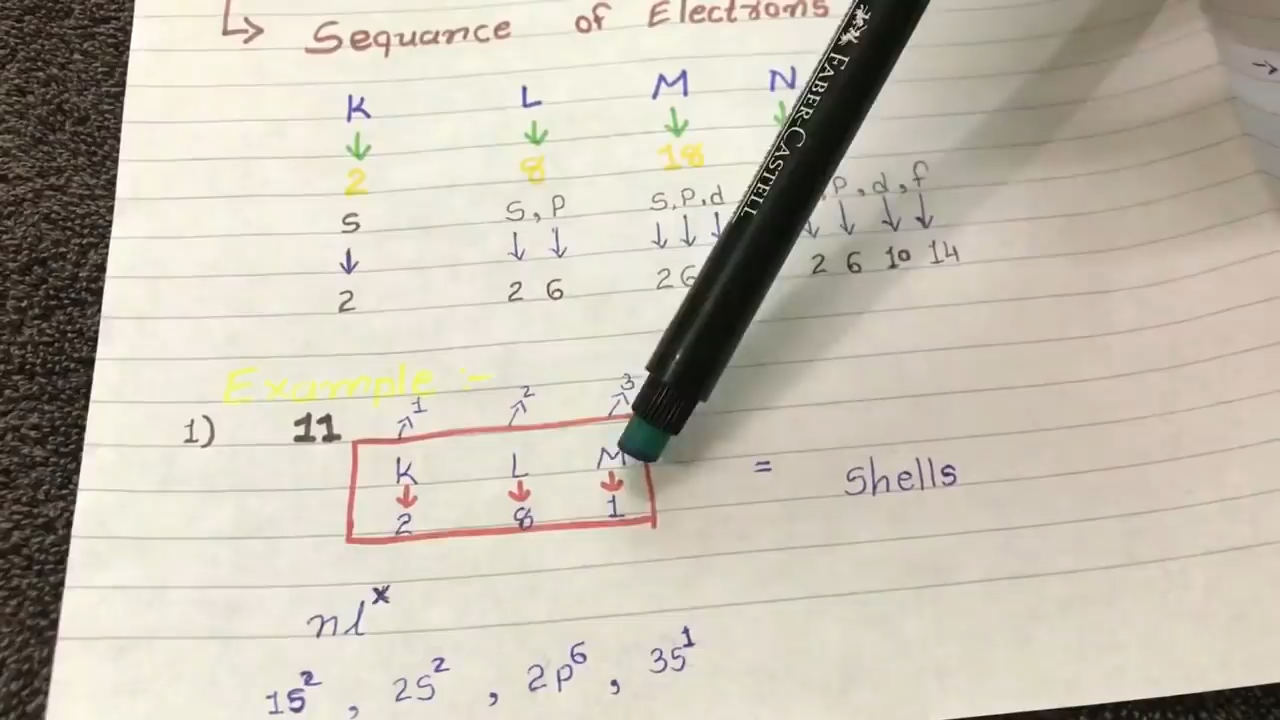 ↳ Sequance of Electrons
K L M N
↓ ↓ ↓ ↓
2 8 18
S S, P S, P, d P, d, f
↓ ↓ ↓ ↓ ↓ ↓ ↓ ↓ ↓ ↓
2 2 6 2 6 2 6 10 14
Example :-
1 2 3
1) 11
K L M = Shells
↓ ↓ ↓
2 8 1
nlˣ
1s², 2s², 2p⁶, 3s¹
FABER-CASTELL